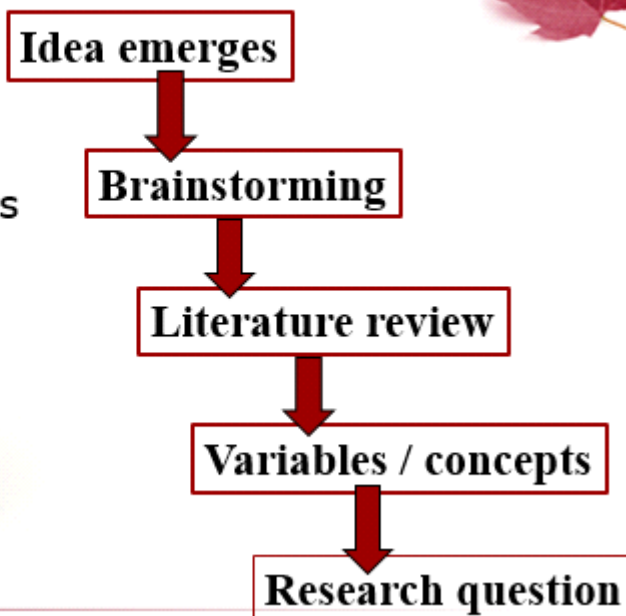 Idea emerges
Brainstorming
s
Literature review
Variables / concepts
Research question